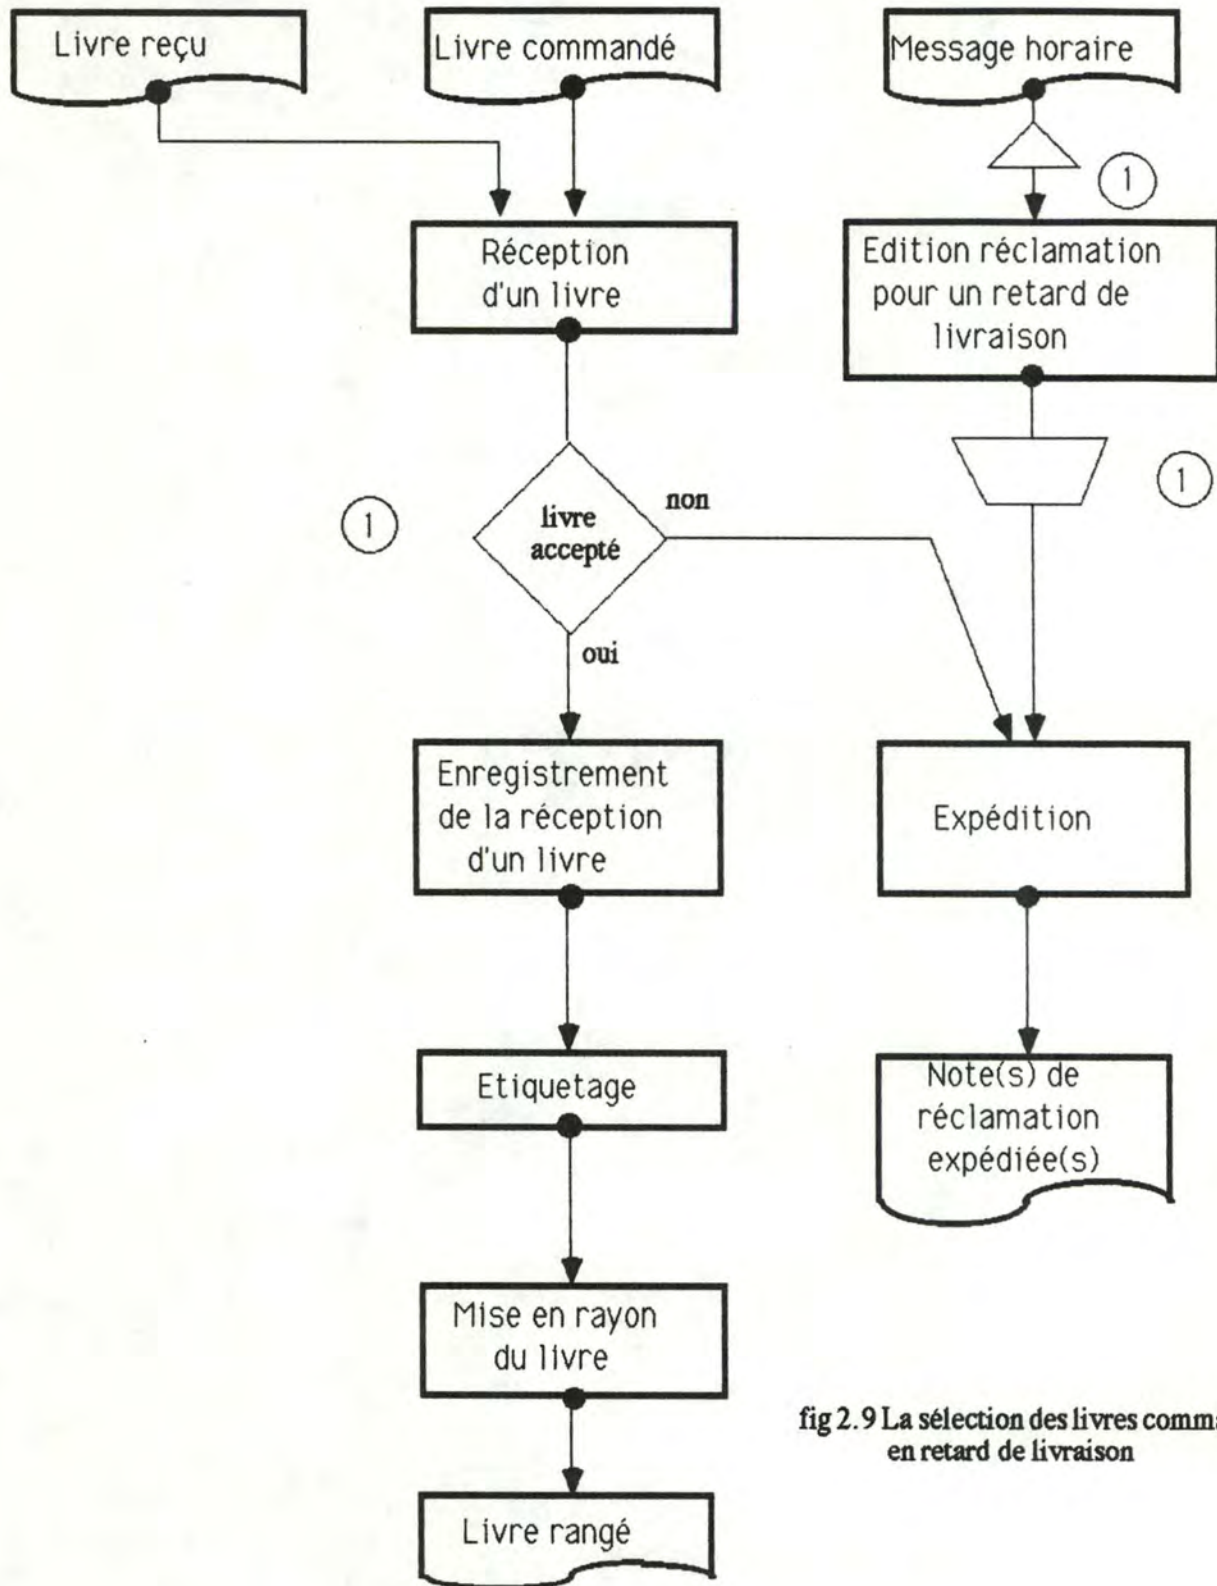 Livre reçu
Livre commandé
Message horaire
1
Réception
d'un livre
Edition réclamation
pour un retard de
livraison
1
livre
accepté
non
1
oui
Enregistrement
de la réception
d'un livre
Expédition
Etiquetage
Note(s) de
réclamation
expédiée(s)
Mise en rayon
du livre
fig 2.9 La sélection des livres
en retard de livraison
Livre rangé